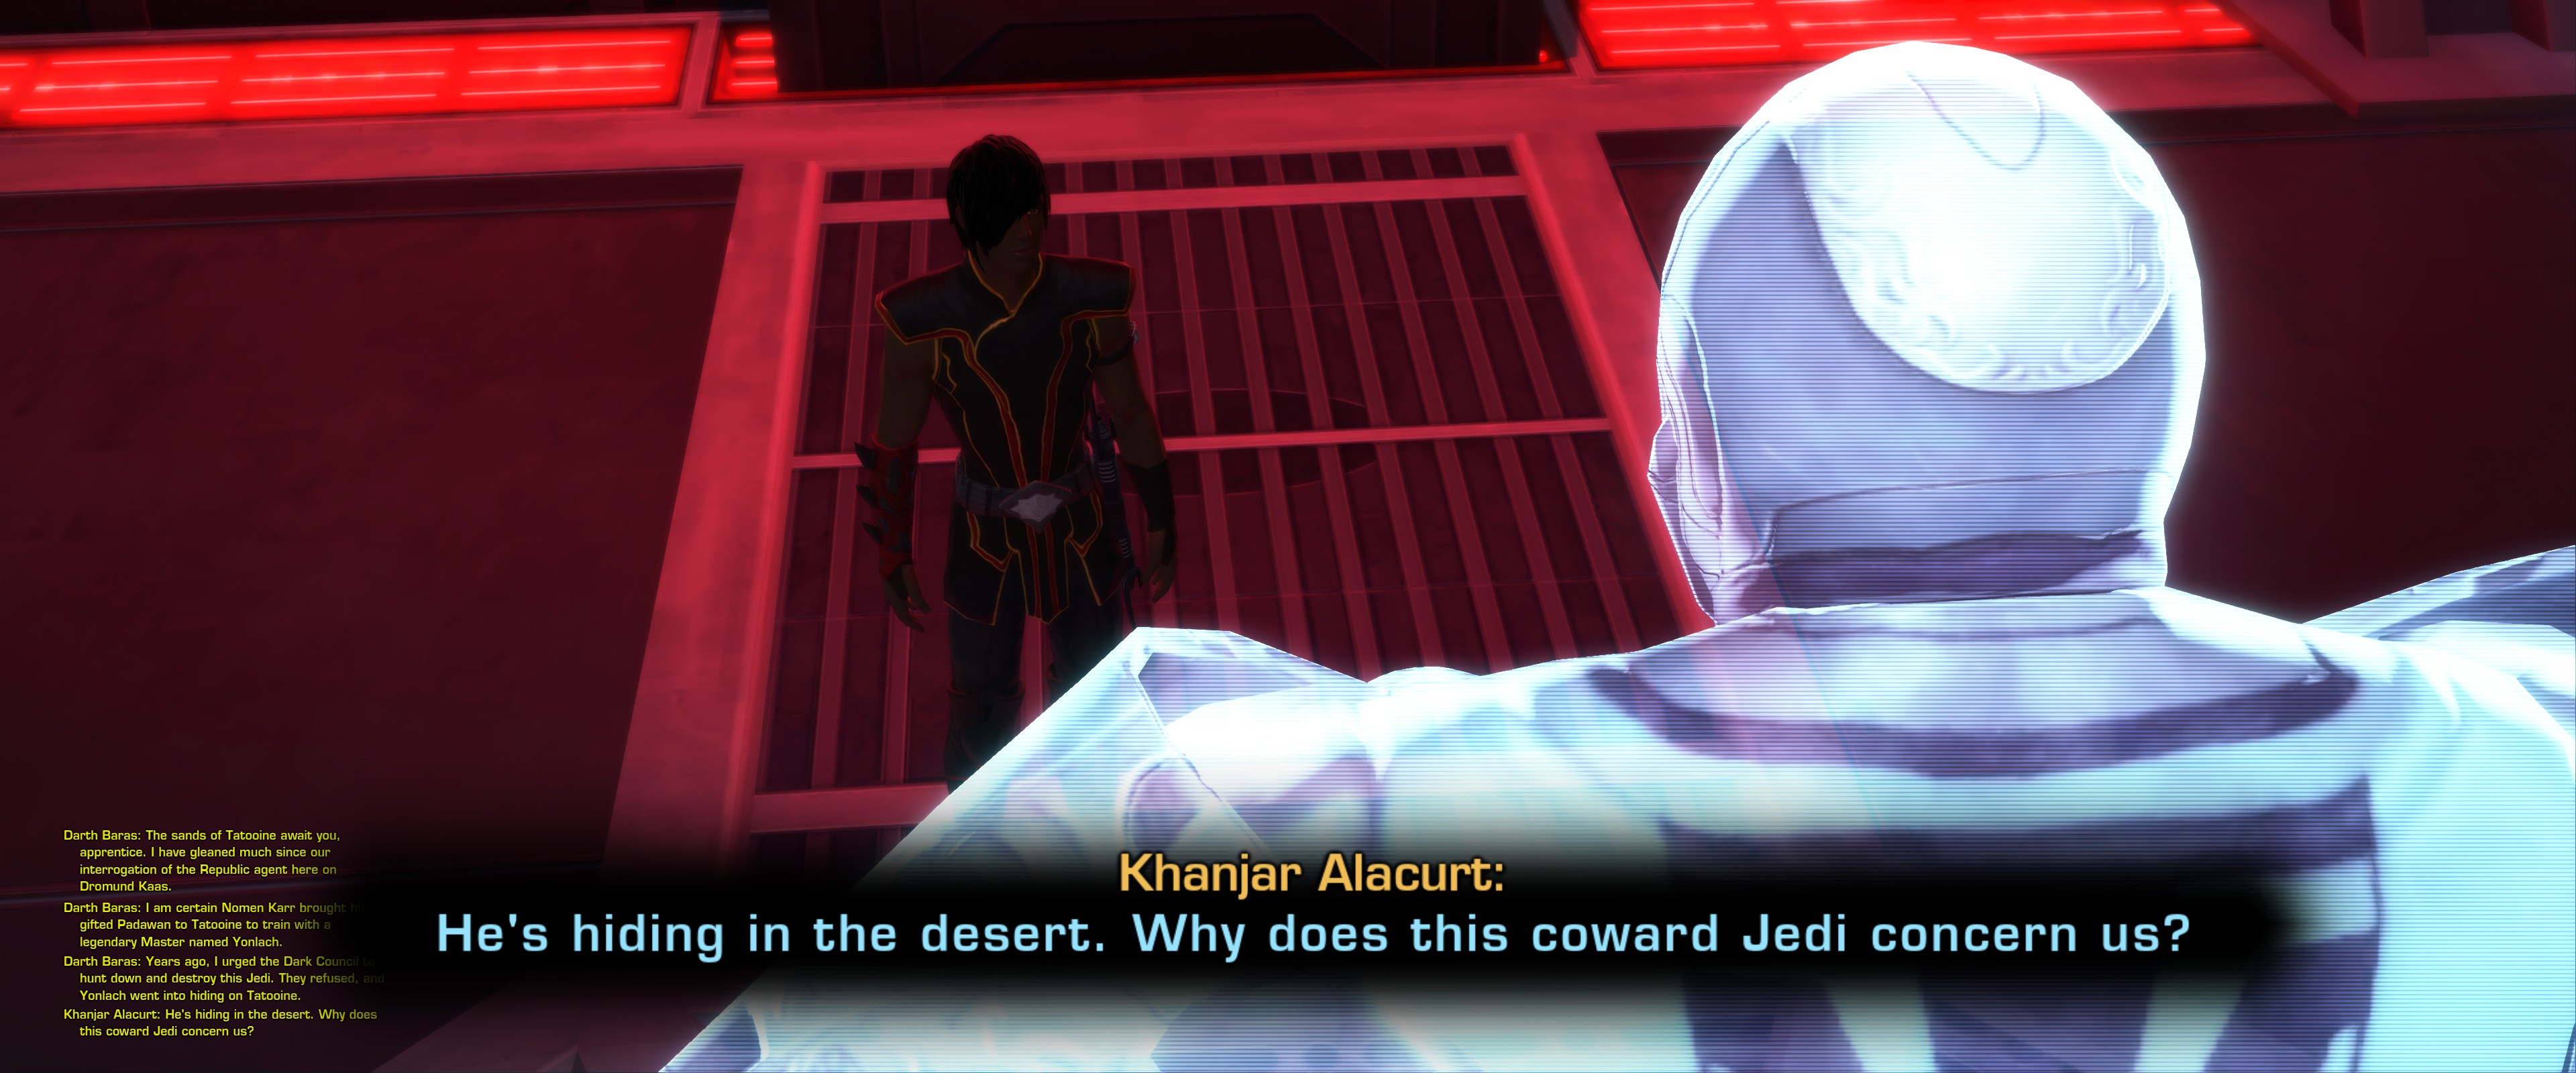 Darth Baras: The sands of Tatooine await you,
apprentice. I have gleaned much since our
interrogation of the Republic agent here on
Dromund Kaas.
Darth Baras: I am certain Nomen Karr brought his
gifted Padawan to Tatooine to train with a
legendary Master named Yonlach.
Darth Baras: Years ago, I urged the Dark Council to
hunt down and destroy this Jedi. They refused, and
Yonlach went into hiding on Tatooine.
Khanjar Alacurt: He's hiding in the desert. Why does
this coward Jedi concern us?
Khanjar Alacurt:
He's hiding in the desert. Why does this coward Jedi concern us?